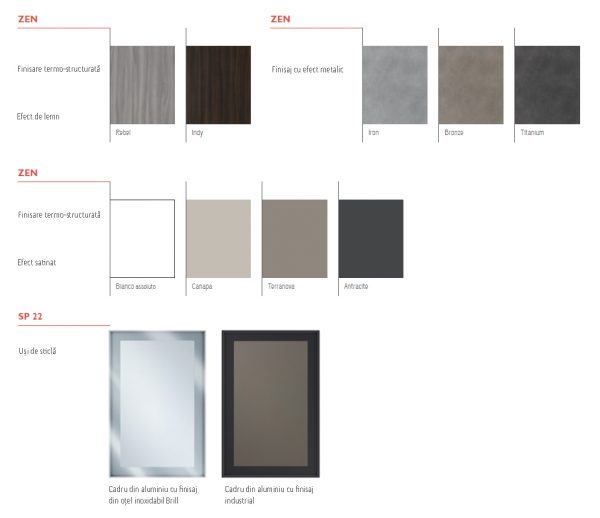 ZEN
Finisare termo-structurată
Efect de lemn
Rebel
Indy
ZEN
Finisaj cu efect metalic
Iron
Bronze
Titanium
ZEN
Finisare termo-structurată
Efect satinat
Bianco assoluto
Canapa
Terranova
Antracite
SP 22
Uși de sticlă
Cadru din aluminiu cu finisaj
din oțel inoxidabil Brill
Cadru din aluminiu cu finisaj
industrial